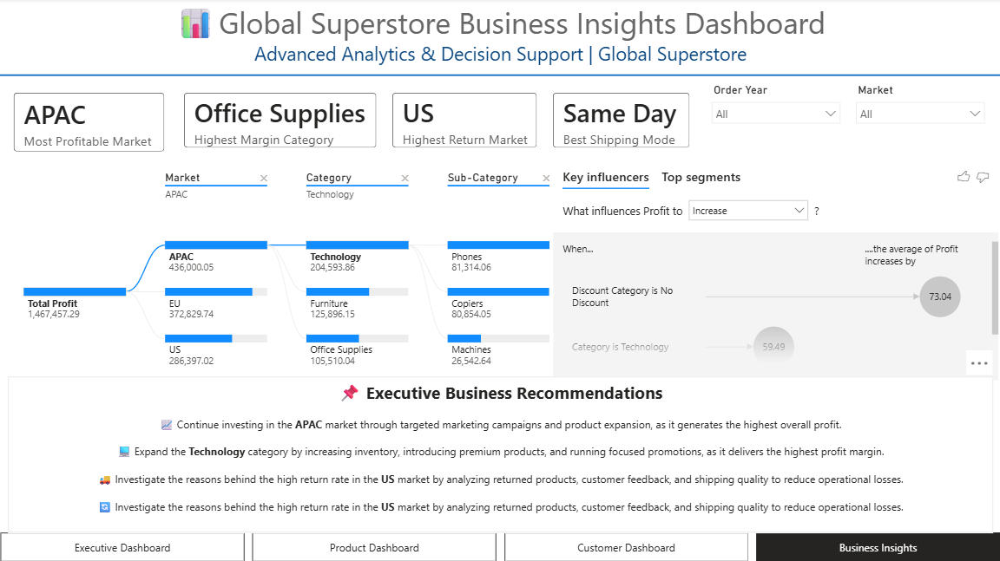 Global Superstore Business Insights Dashboard
Advanced Analytics & Decision Support | Global Superstore
APAC
Most Profitable Market
Office Supplies
Highest Margin Category
US
Highest Return Market
Same Day
Best Shipping Mode
Order Year
All
Market
All
Market
APAC
Category
Technology
Sub-Category
Total Profit
1,467,457.29
APAC
436,000.05
EU
372,829.74
US
286,397.02
Technology
204,593.86
Furniture
125,896.15
Office Supplies
105,510.04
Phones
81,314.06
Copiers
80,854.05
Machines
26,542.64
Key influencers
Top segments
What influences Profit to
Increase
?
When...
....the average of Profit
increases by
Discount Category is No
Discount
73.04
Category is Technology
59.49
Executive Business Recommendations
Continue investing in the APAC market through targeted marketing campaigns and product expansion, as it generates the highest overall profit.
Expand the Technology category by increasing inventory, introducing premium products, and running focused promotions, as it delivers the highest profit margin.
Investigate the reasons behind the high return rate in the US market by analyzing returned products, customer feedback, and shipping quality to reduce operational losses.
Investigate the reasons behind the high return rate in the US market by analyzing returned products, customer feedback, and shipping quality to reduce operational losses.
Executive Dashboard
Product Dashboard
Customer Dashboard
Business Insights